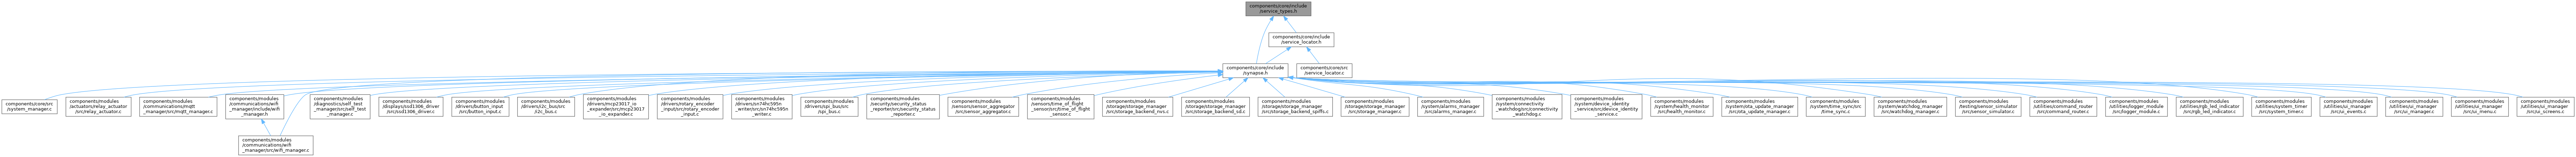 components/core/include
/service_types.h
components/core/include
/service_locator.h
components/core/include
/synapse.h
components/core/src
/service_locator.c
components/core/src
/system_manager.c
components/modules
/actuators/relay_actuator
/src/relay_actuator.c
components/modules
/communications/mqtt
_manager/src/mqtt_manager.c
components/modules
/communications/wifi
_manager/include/wifi
_manager.h
components/modules
/diagnostics/self_test
_manager/src/self_test
_manager.c
components/modules
/displays/ssd1306_driver
/src/ssd1306_driver.c
components/modules
/drivers/button_input
/src/button_input.c
components/modules
/drivers/i2c_bus/src
/i2c_bus.c
components/modules
/drivers/mcp23017_io
_expander/src/mcp23017
_io_expander.c
components/modules
/drivers/rotary_encoder
_input/src/rotary_encoder
_input.c
components/modules
/drivers/sn74hc595n
_writer/src/sn74hc595n
_writer.c
components/modules
/drivers/spi_bus/src
/spi_bus.c
components/modules
/security/security_status
_reporter/src/security_status
_reporter.c
components/modules
/sensors/sensor_aggregator
/src/sensor_aggregator.c
components/modules
/sensors/time_of_flight
_sensor/src/time_of_flight
_sensor.c
components/modules
/storage/storage_manager
/src/storage_backend_nvs.c
components/modules
/storage/storage_manager
/src/storage_backend_sd.c
components/modules
/storage/storage_manager
/src/storage_backend_spiffs.c
components/modules
/storage/storage_manager
/src/storage_manager.c
components/modules
/system/alarms_manager
/src/alarms_manager.c
components/modules
/system/connectivity
_watchdog/src/connectivity
_watchdog.c
components/modules
/system/device_identity
_service/src/device_identity
_service.c
components/modules
/system/health_monitor
/src/health_monitor.c
components/modules
/system/ota_update_manager
/src/ota_update_manager.c
components/modules
/system/time_sync/src
/time_sync.c
components/modules
/system/watchdog_manager
/src/watchdog_manager.c
components/modules
/testing/sensor_simulator
/src/sensor_simulator.c
components/modules
/utilities/command_router
/src/command_router.c
components/modules
/utilities/logger_module
/src/logger_module.c
components/modules
/utilities/rgb_led_indicator
/src/rgb_led_indicator.c
components/modules
/utilities/system_timer
/src/system_timer.c
components/modules
/utilities/ui_manager
/src/ui_events.c
components/modules
/utilities/ui_manager
/src/ui_manager.c
components/modules
/utilities/ui_manager
/src/ui_menu.c
components/modules
/utilities/ui_manager
/src/ui_screens.c
components/modules
/communications/wifi
_manager/src/wifi_manager.c